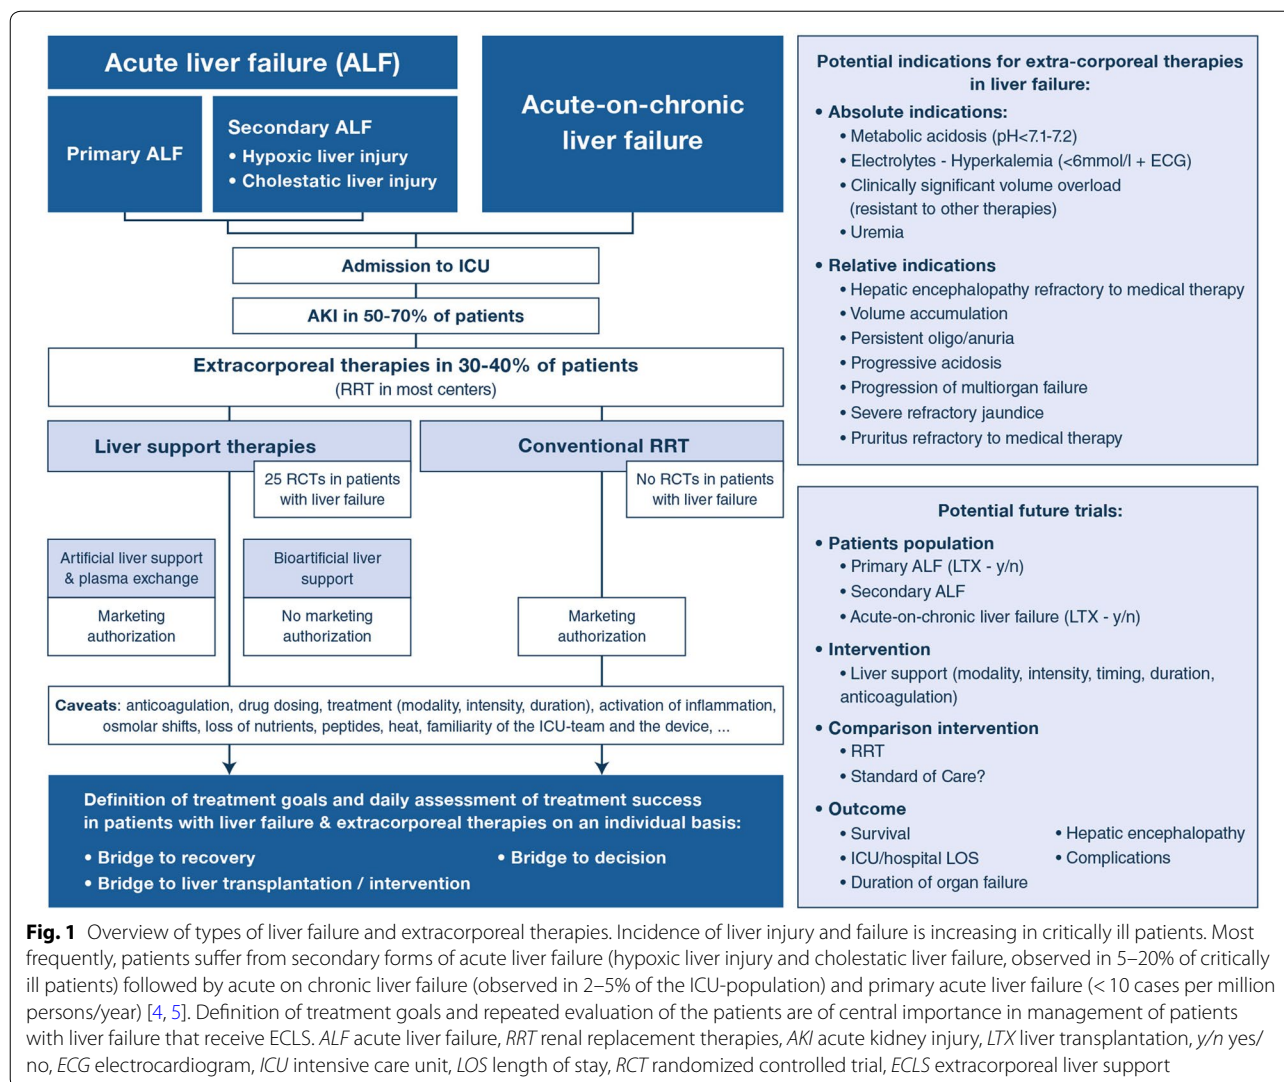 Acute liver failure (ALF)
Primary ALF
Secondary ALF
• Hypoxic liver injury
• Cholestatic liver injury
Acute-on-chronic
liver failure
Admission to ICU
AKI in 50-70% of patients
Extracorporeal therapies in 30-40% of patients
(RRT in most centers)
Liver support therapies
25 RCTs in patients
with liver failure
Conventional RRT
No RCTs in patients
with liver failure
Artificial liver support
& plasma exchange
Marketing
authorization
Bioartificial liver
support
No marketing
authorization
Marketing
authorization
Caveats: anticoagulation, drug dosing, treatment (modality, intensity, duration), activation of inflammation,
osmolar shifts, loss of nutrients, peptides, heat, familiarity of the ICU-team and the device, ...
Definition of treatment goals and daily assessment of treatment success
in patients with liver failure & extracorporeal therapies on an individual basis:
• Bridge to recovery
• Bridge to liver transplantation / intervention
• Bridge to decision
Potential indications for extra-corporeal therapies
in liver failure:
• Absolute indications:
• Metabolic acidosis (pH<7.1-7.2)
• Electrolytes - Hyperkalemia (<6mmol/l + ECG)
• Clinically significant volume overload
(resistant to other therapies)
• Uremia
• Relative indications
• Hepatic encephalopathy refractory to medical therapy
• Volume accumulation
• Persistent oligo/anuria
• Progressive acidosis
• Progression of multiorgan failure
• Severe refractory jaundice
• Pruritus refractory to medical therapy
Potential future trials:
• Patients population
• Primary ALF (LTX - y/n)
• Secondary ALF
• Acute-on-chronic liver failure (LTX - y/n)
• Intervention
• Liver support (modality, intensity, timing, duration,
anticoagulation)
• Comparison intervention
• RRT
• Standard of Care?
• Outcome
• Survival
• ICU/hospital LOS
• Duration of organ failure
• Hepatic encephalopathy
• Complications
Fig. 1 Overview of types of liver failure and extracorporeal therapies. Incidence of liver injury and failure is increasing in critically ill patients. Most
frequently, patients suffer from secondary forms of acute liver failure (hypoxic liver injury and cholestatic liver failure, observed in 5–20% of critically
ill patients) followed by acute on chronic liver failure (observed in 2–5% of the ICU-population) and primary acute liver failure (< 10 cases per million
persons/year) [4, 5]. Definition of treatment goals and repeated evaluation of the patients are of central importance in management of patients
with liver failure that receive ECLS. ALF acute liver failure, RRT renal replacement therapies, AKI acute kidney injury, LTX liver transplantation, y/n yes/
no, ECG electrocardiogram, ICU intensive care unit, LOS length of stay, RCT randomized controlled trial, ECLS extracorporeal liver support